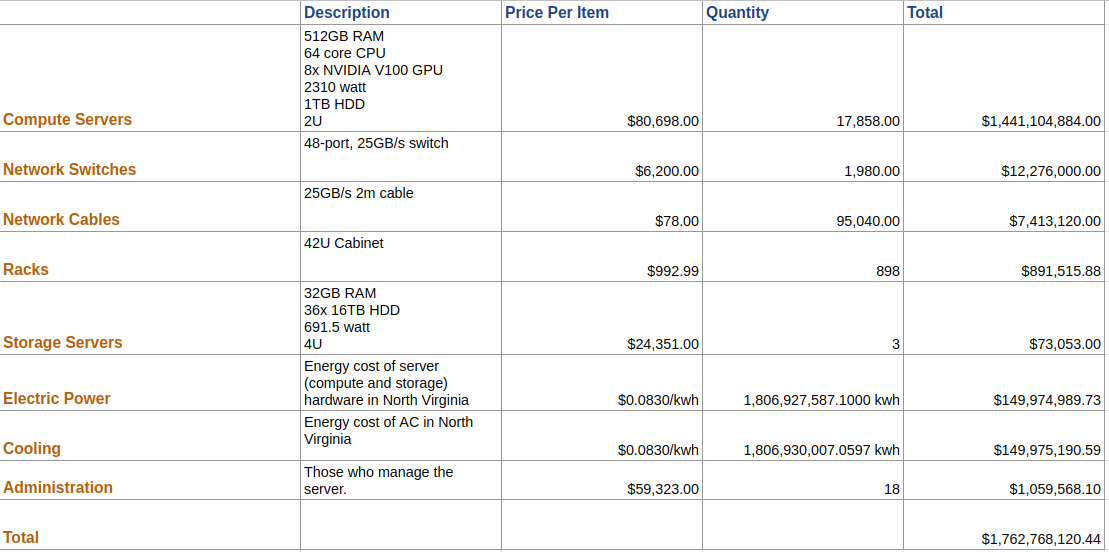 Description Price Per Item Quantity Total
512GB RAM
64 core CPU
8x NVIDIA V100 GPU
2310 watt
1TB HDD
Compute Servers 2U $80,698.00 17,858.00 $1,441,104,884.00
48-port, 25GB/s switch
Network Switches $6,200.00 1,980.00 $12,276,000.00
25GB/s 2m cable
Network Cables $78.00 95,040.00 $7,413,120.00
42U Cabinet
Racks $992.99 898 $891,515.88
32GB RAM
36x 16TB HDD
691.5 watt
Storage Servers 4U $24,351.00 3 $73,053.00
Energy cost of server
(compute and storage)
Electric Power hardware in North Virginia $0.0830/kwh 1,806,927,587.1000 kwh $149,974,989.73
Energy cost of AC in North
Virginia
Cooling $0.0830/kwh 1,806,930,007.0597 kwh $149,975,190.59
Those who manage the
Administration server. $59,323.00 18 $1,059,568.10
Total $1,762,768,120.44